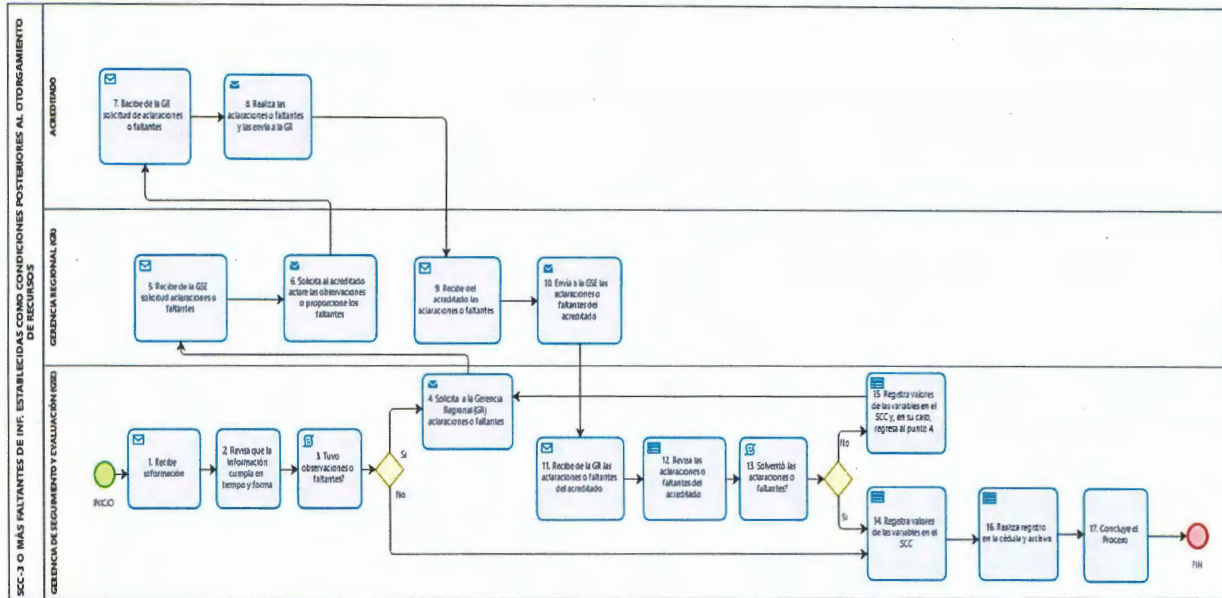 SCC-3 O MÁS FALTANTES DE INF. ESTABLECIDAS COMO CONDICIONES POSTERIORES AL OTORGAMIENTO
DE RECURSOS
ACREDITADO
7. Recibe de la GR
solicitud de aclaraciones
o faltantes
8. Realiza las
aclaraciones o faltantes
y las envía a la GR
GERENCIA REGIONAL (GR)
5. Recibe de la GSE
solicitud aclaraciones o
faltantes
6. Solicita al acreditado
aclare las observaciones
o proporcione los
faltantes
9. Recibe del
acreditado las
aclaraciones o faltantes
10. Envía a la GSE las
aclaraciones o
faltantes del
acreditado
GERENCIA DE SEGUIMIENTO Y EVALUACIÓN (GSE)
INICIO
1. Recibe
información
2. Revisa que la
información
cumpla en
tiempo y forma
3. Tuvo
observaciones o
faltantes?
Si
No
4. Solicita a la Gerencia
Regional (GR)
aclaraciones o faltantes
11. Recibe de la GR las
aclaraciones o faltantes
del acreditado
12. Revisa las
aclaraciones o
faltantes del
acreditado
13. Solventó las
aclaraciones o
faltantes?
No
Si
15. Registra valores
de las variables en el
SCC y, en su caso,
regresa al punto 4.
14. Registra valores
de las variables en el
SCC
16. Realiza registro
en la cédula y archiva
17. Concluye el
Proceso
FIN